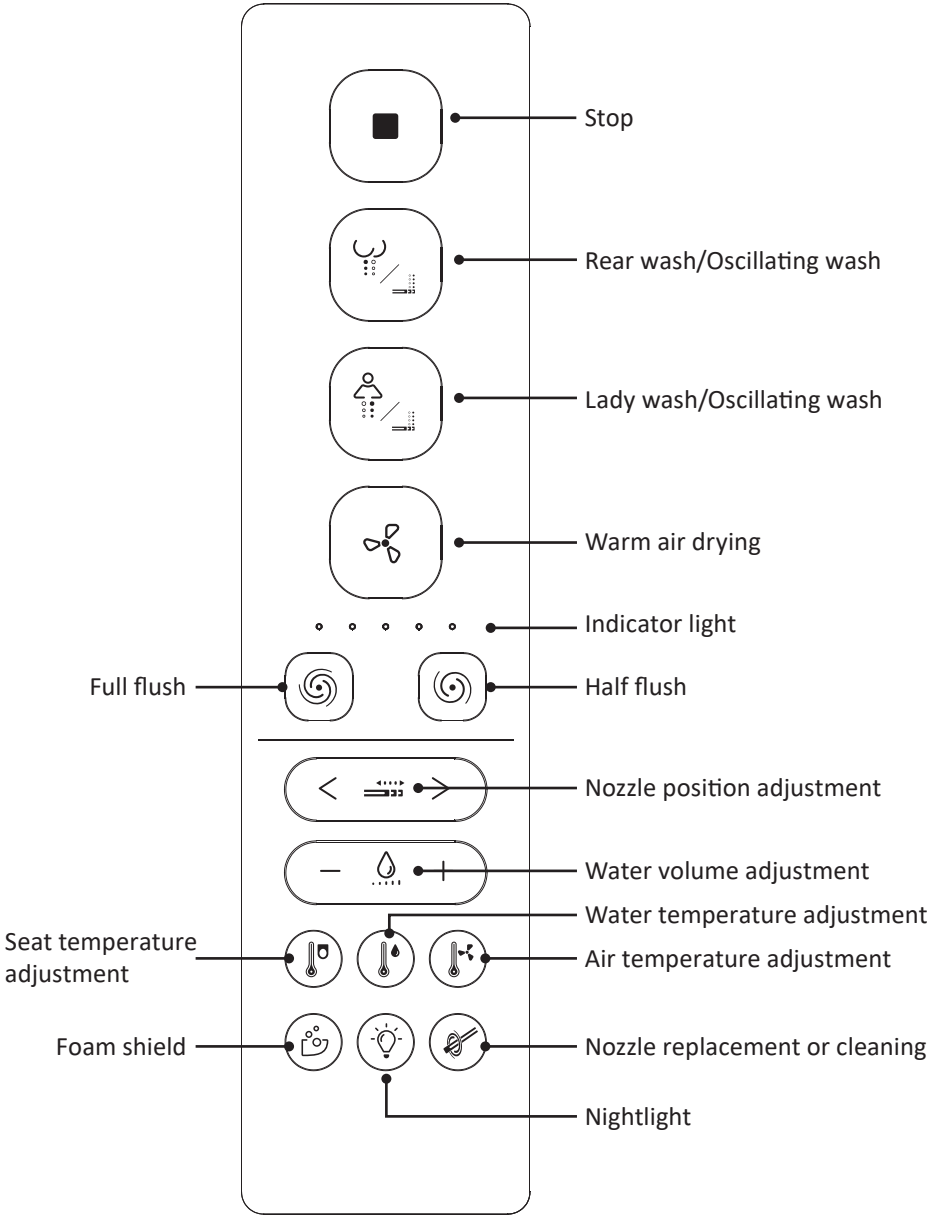 Stop
Rear wash/Oscillating wash
Lady wash/Oscillating wash
Warm air drying
Indicator light
Full flush
Half flush
Nozzle position adjustment
Water volume adjustment
Water temperature adjustment
Seat temperature
adjustment
Air temperature adjustment
Foam shield
Nozzle replacement or cleaning
Nightlight